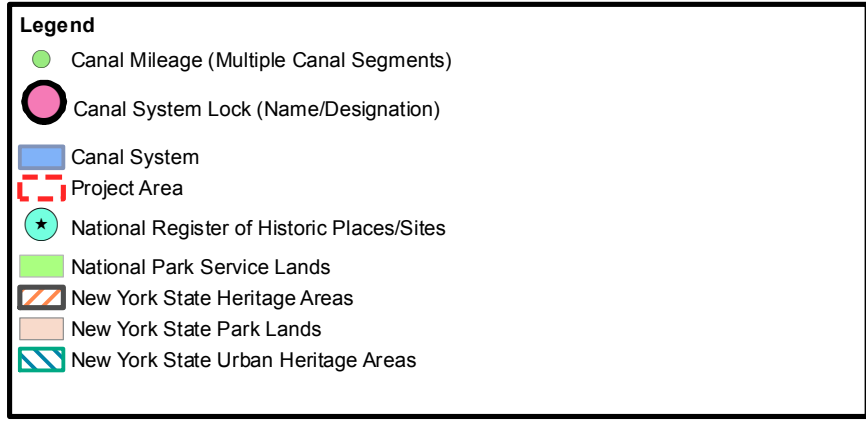 Legend
Canal Mileage (Multiple Canal Segments)
Canal System Lock (Name/Designation)
Canal System
Project Area
National Register of Historic Places/Sites
National Park Service Lands
New York State Heritage Areas
New York State Park Lands
New York State Urban Heritage Areas